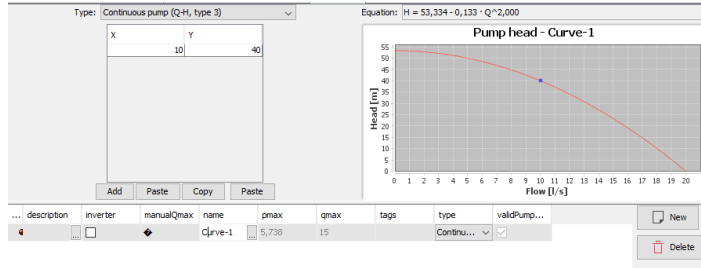 Type: Continuous pump (Q-H, type 3) Equation: H = 53,334 - 0,133 · Q^2,000
X Y
10 40
Pump head - Curve-1
Head [m]
55
50
45
40
35
30
25
20
15
10
5
0
0 1 2 3 4 5 6 7 8 9 10 11 12 13 14 15 16 17 18 19 20
Flow [l/s]
Add Paste Copy Paste
... description inverter manualQmax name pmax qmax tags type validPump...
... Curve-1 ... 5,738 15 Continu...
New
Delete